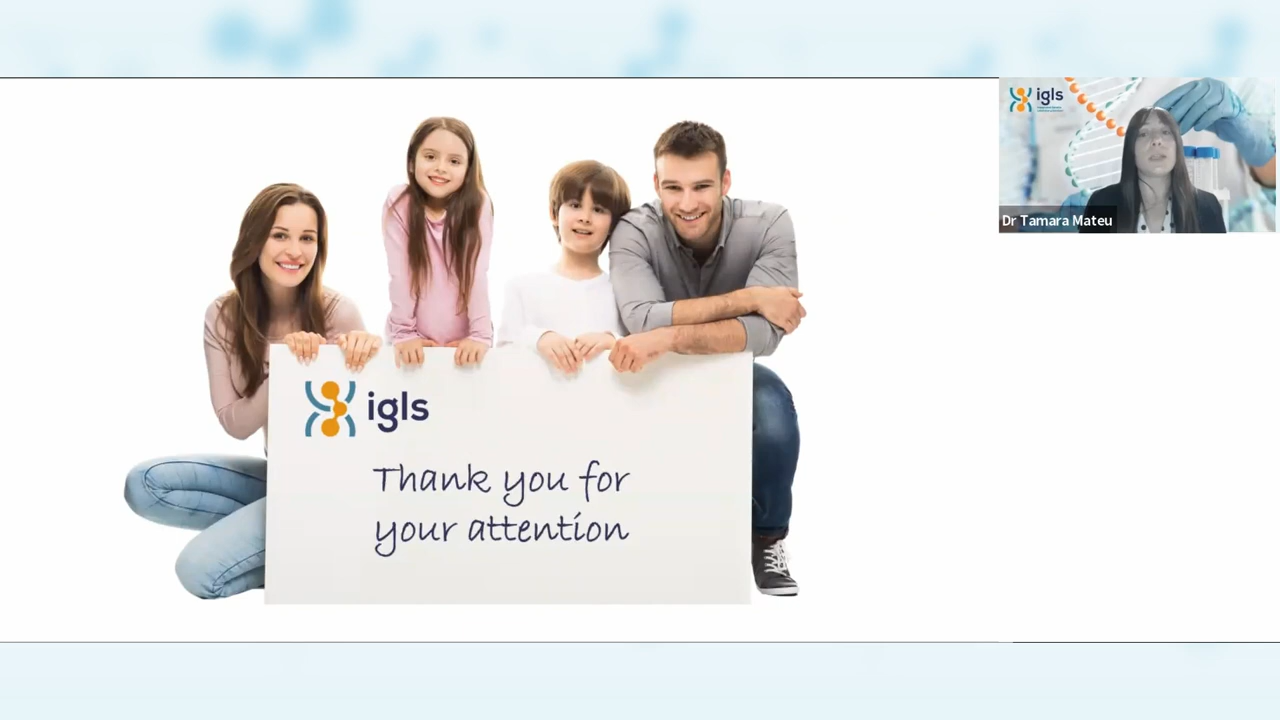 igls
Dr Tamara Mateu
igls
Thank you for
your attention